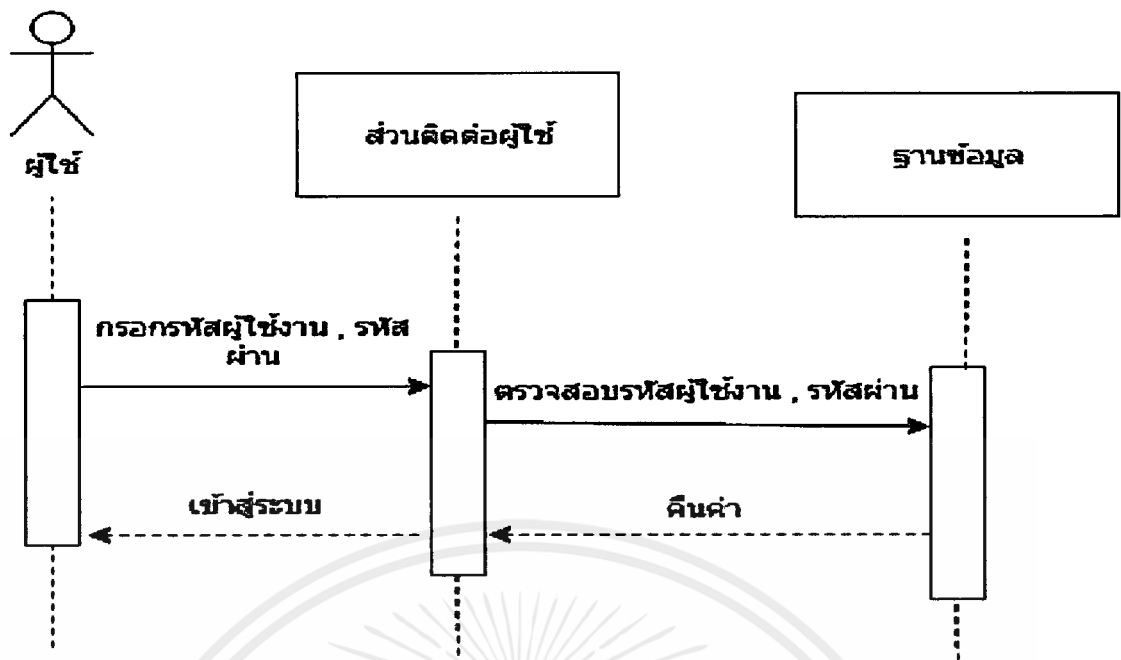 ผู้ใช้
ส่วนติดต่อผู้ใช้
ฐานข้อมูล
กรอกรหัสผู้ใช้งาน , รหัส
ผ่าน
ตรวจสอบรหัสผู้ใช้งาน , รหัสผ่าน
เข้าสู่ระบบ
คืนค่า